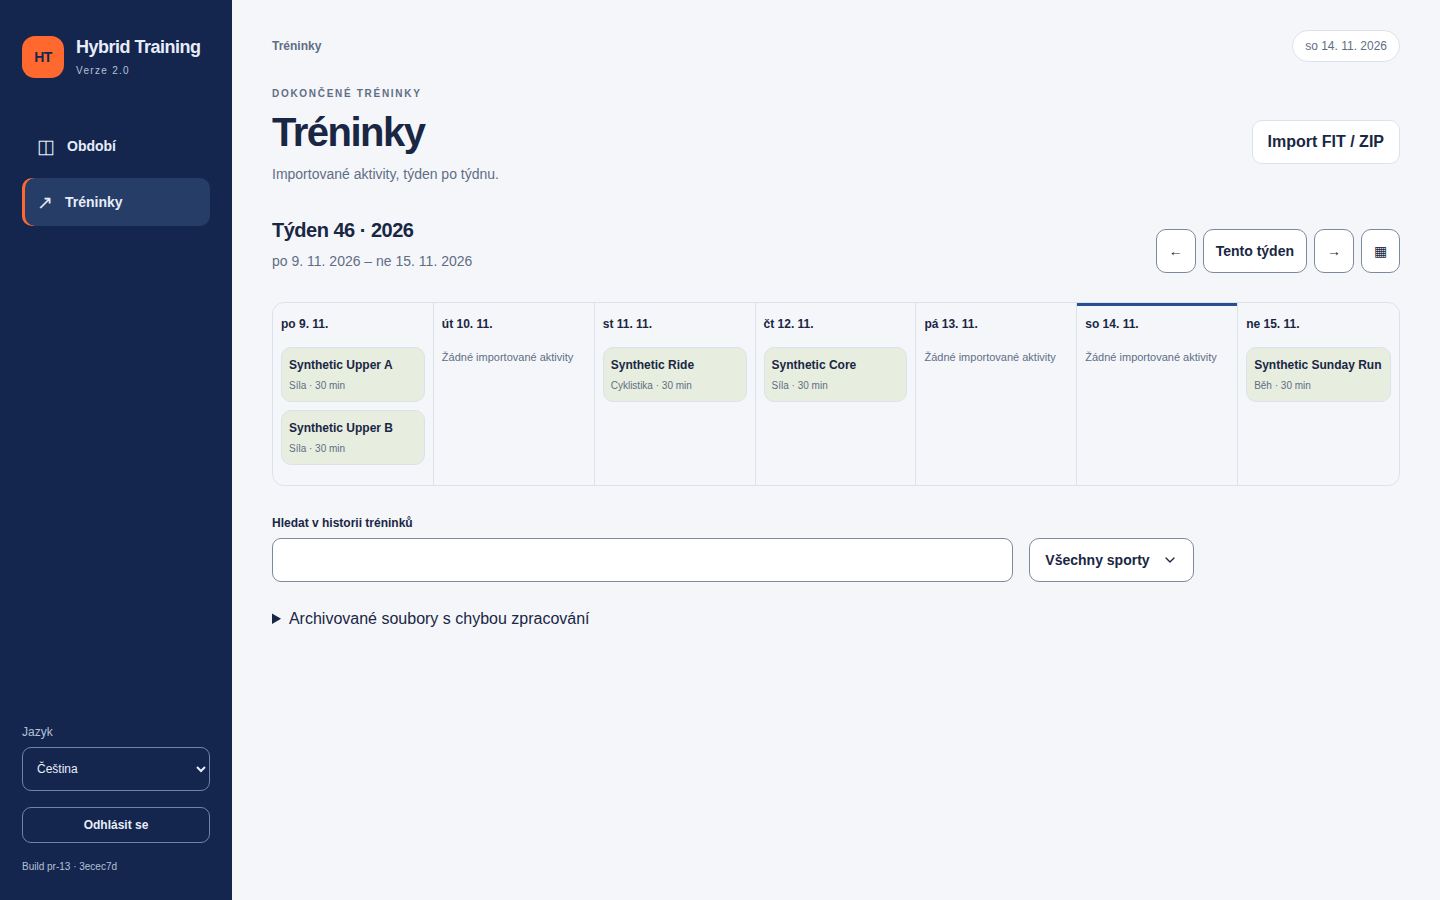 HT
Hybrid Training
Verze 2.0
Období
Tréninky
Jazyk
Čeština
Odhlásit se
Build pr-13 · 3ecec7d
Tréninky
so 14. 11. 2026
DOKONČENÉ TRÉNINKY
Tréninky
Importované aktivity, týden po týdnu.
Import FIT / ZIP
Týden 46 · 2026
po 9. 11. 2026 – ne 15. 11. 2026
←
Tento týden
→
po 9. 11.
Synthetic Upper A
Síla · 30 min
Synthetic Upper B
Síla · 30 min
út 10. 11.
Žádné importované aktivity
st 11. 11.
Synthetic Ride
Cyklistika · 30 min
čt 12. 11.
Synthetic Core
Síla · 30 min
pá 13. 11.
Žádné importované aktivity
so 14. 11.
Žádné importované aktivity
ne 15. 11.
Synthetic Sunday Run
Běh · 30 min
Hledat v historii tréninků
Všechny sporty
Archivované soubory s chybou zpracování